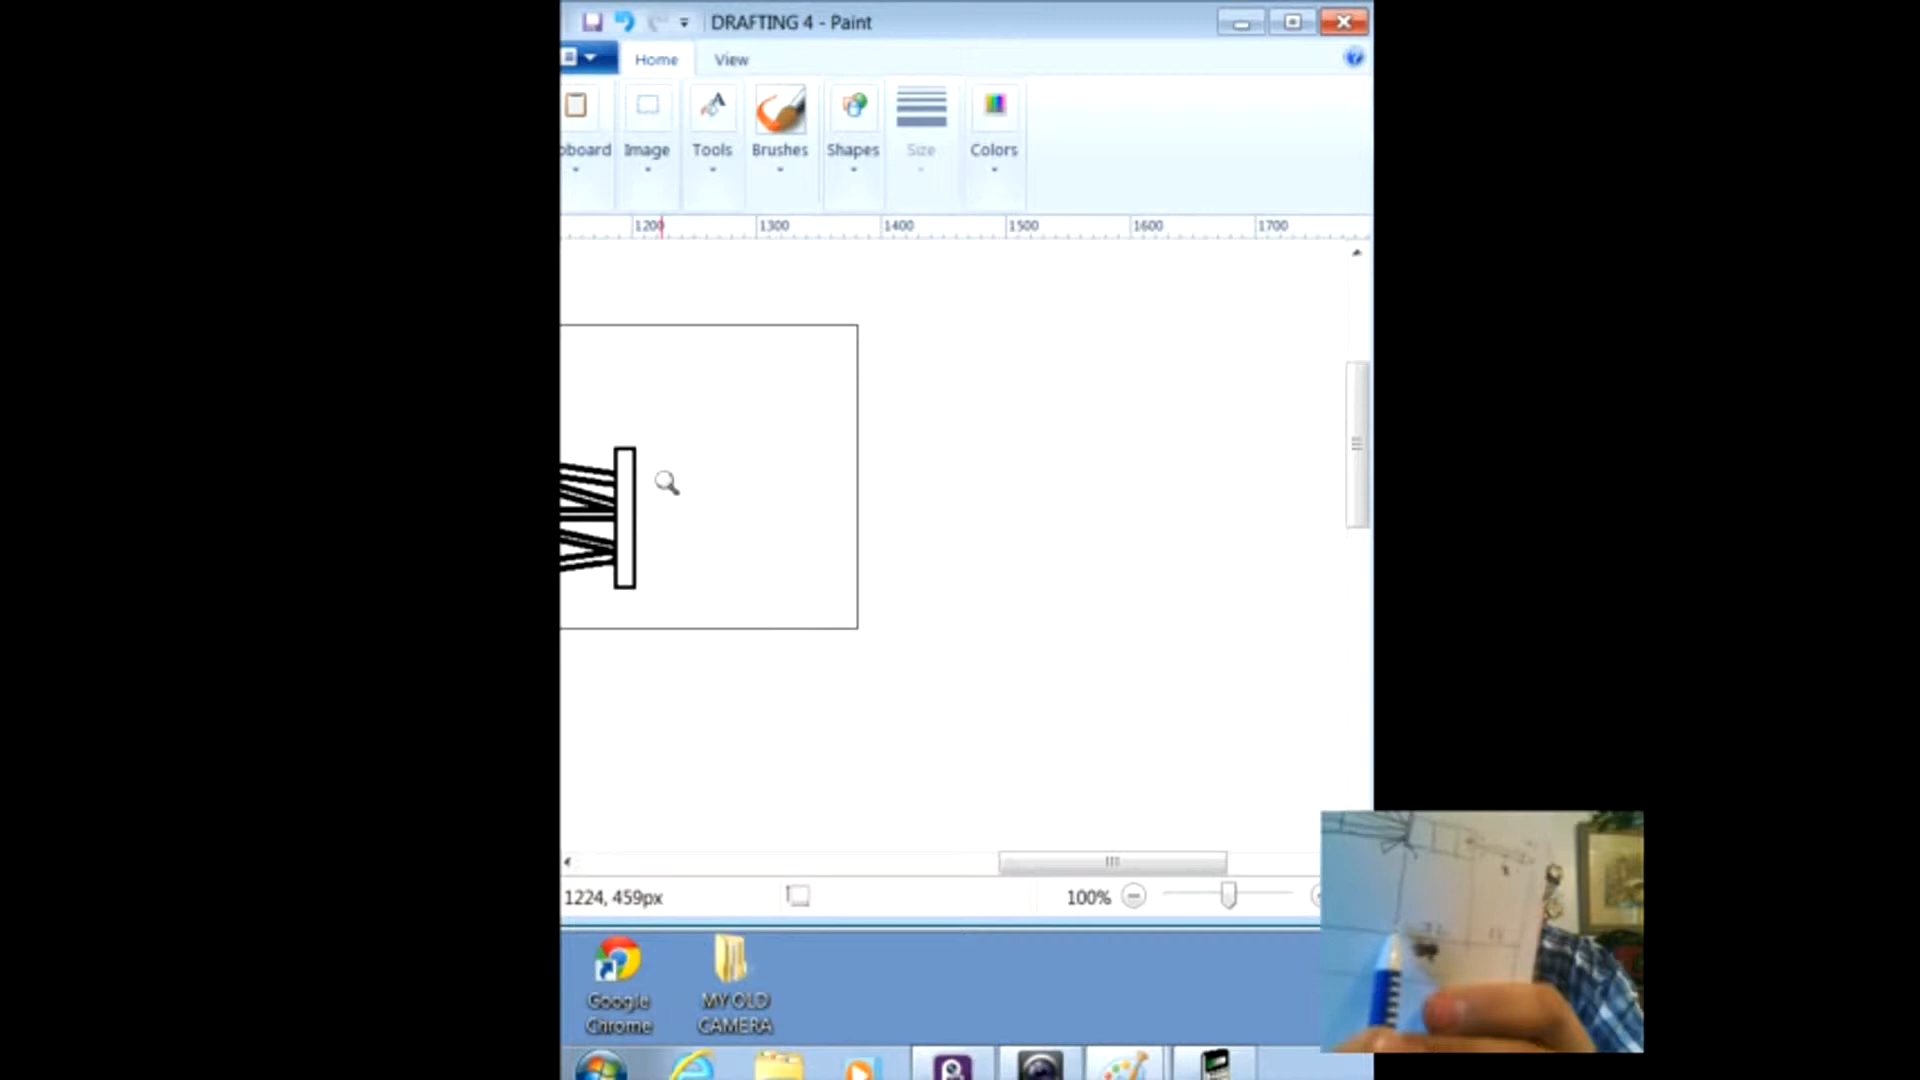 DRAFTING 4 - Paint
Home View
pboard Image Tools Brushes Shapes Size Colors
1200 1300 1400 1500 1600 1700
1224, 459px 100%
Google Chrome
MY OLD CAMERA